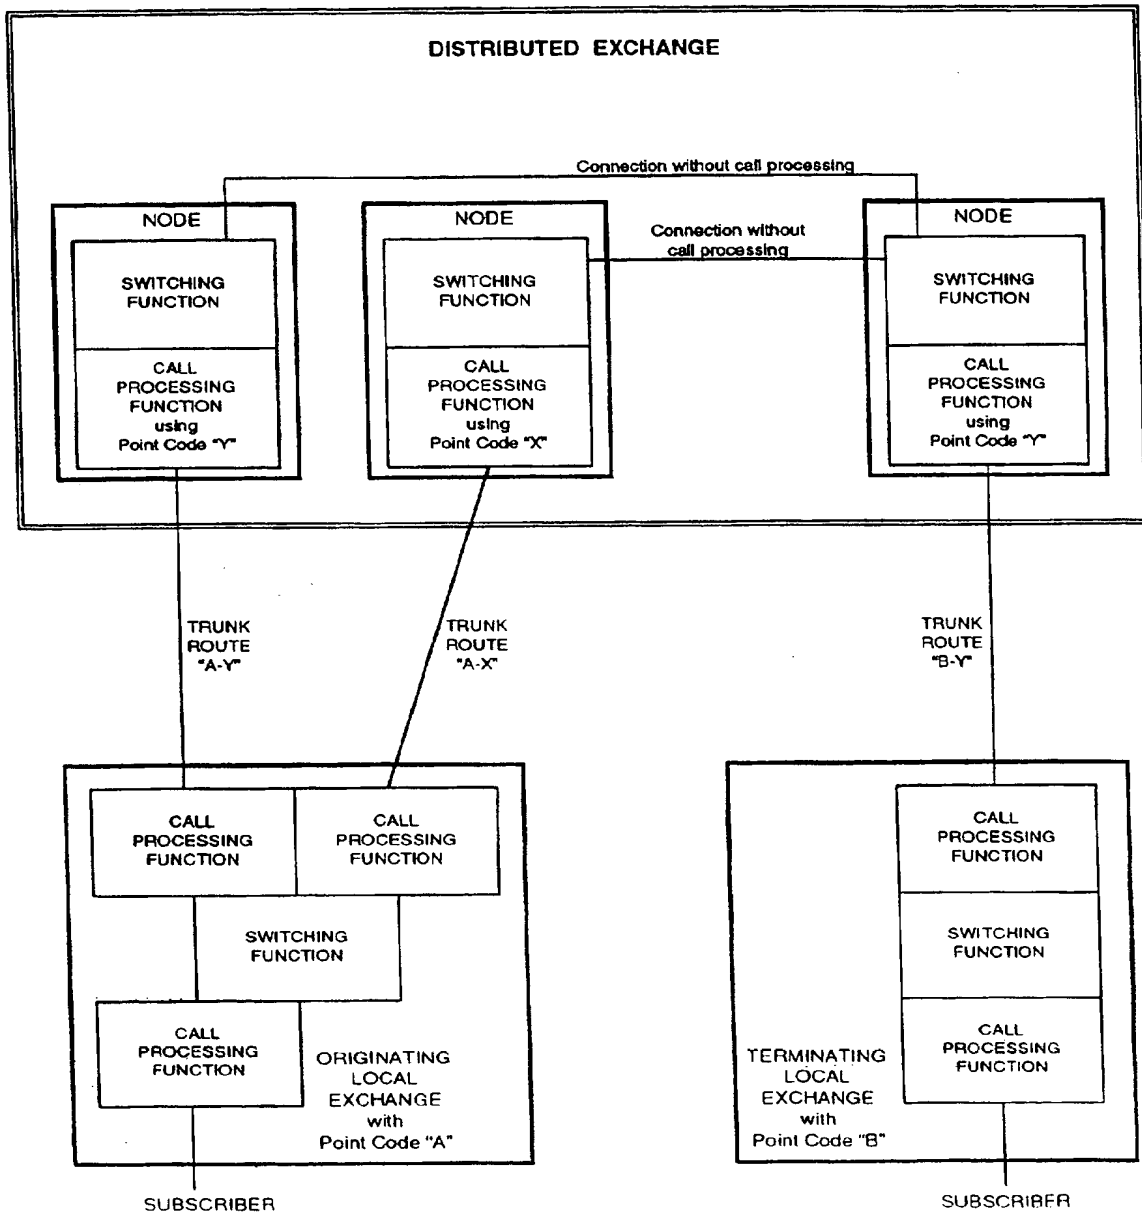 DISTRIBUTED EXCHANGE
Connection without call processing
NODE
SWITCHING
FUNCTION
CALL
PROCESSING
FUNCTION
using
Point Code "Y"
NODE
SWITCHING
FUNCTION
CALL
PROCESSING
FUNCTION
using
Point Code "X"
Connection without
call processing
NODE
SWITCHING
FUNCTION
CALL
PROCESSING
FUNCTION
using
Point Code "Y"
TRUNK
ROUTE
"A-Y"
TRUNK
ROUTE
"A-X"
TRUNK
ROUTE
"B-Y"
CALL
PROCESSING
FUNCTION
CALL
PROCESSING
FUNCTION
SWITCHING
FUNCTION
CALL
PROCESSING
FUNCTION
ORIGINATING
LOCAL
EXCHANGE
with
Point Code "A"
SUBSCRIBER
CALL
PROCESSING
FUNCTION
SWITCHING
FUNCTION
CALL
PROCESSING
FUNCTION
TERMINATING
LOCAL
EXCHANGE
with
Point Code "B"
SUBSCRIBER